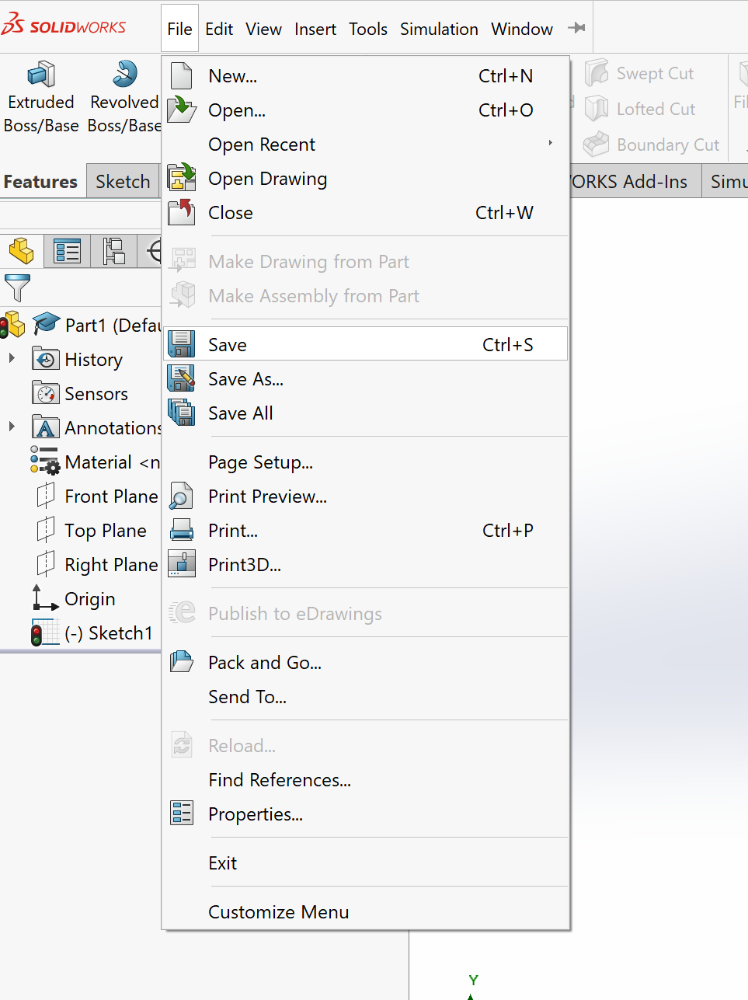 SOLIDWORKS
File Edit View Insert Tools Simulation Window
Extruded Boss/Base
Revolved Boss/Base
Swept Cut
Lofted Cut
Boundary Cut
Features Sketch
Add-Ins
New... Ctrl+N
Open... Ctrl+O
Open Recent
Open Drawing
Close Ctrl+W
Make Drawing from Part
Make Assembly from Part
Save Ctrl+S
Save As...
Save All
Page Setup...
Print Preview...
Print... Ctrl+P
Print3D...
Publish to eDrawings
Pack and Go...
Send To...
Reload...
Find References...
Properties...
Exit
Customize Menu
Part1 (Defau
History
Sensors
Annotations
Material <n
Front Plane
Top Plane
Right Plane
Origin
(-) Sketch1
Y